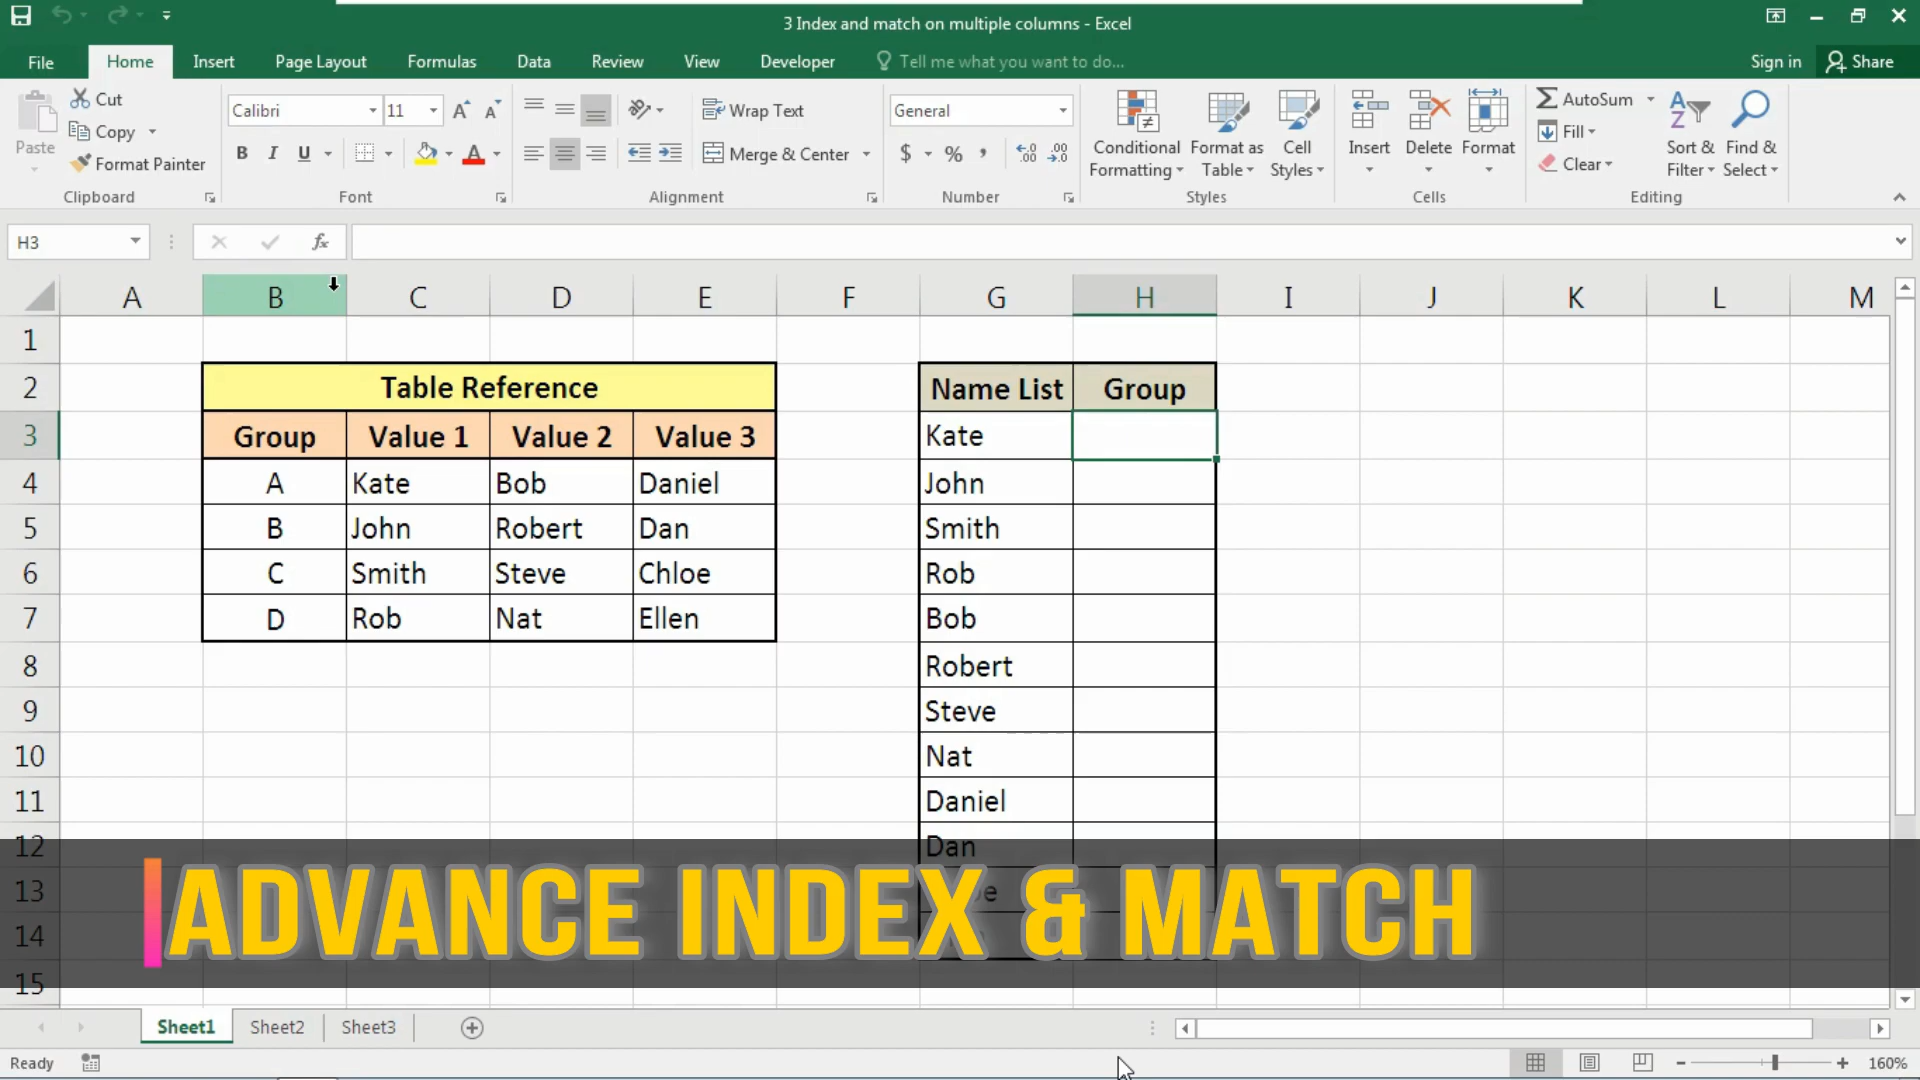 3 Index and match on multiple columns - Excel
File Home Insert Page Layout Formulas Data Review View Developer Tell me what you want to do... Sign in Share
Paste
Cut
Copy
Format Painter
Clipboard
Calibri 11
B I U A
Font
Wrap Text
Merge & Center
Alignment
General
$ % ,
Number
Conditional Formatting
Format as Table
Cell Styles
Styles
Insert Delete Format
Cells
AutoSum
Fill
Clear
Sort & Filter
Find & Select
Editing
H3 fx
A B C D E F G H I J K L M
1
2 Table Reference Name List Group
3 Group Value 1 Value 2 Value 3 Kate
4 A Kate Bob Daniel John
5 B John Robert Dan Smith
6 C Smith Steve Chloe Rob
7 D Rob Nat Ellen Bob
8 Robert
9 Steve
10 Nat
11 Daniel
12 Dan
13
14
15
ADVANCE INDEX & MATCH
Sheet1 Sheet2 Sheet3
Ready 160%